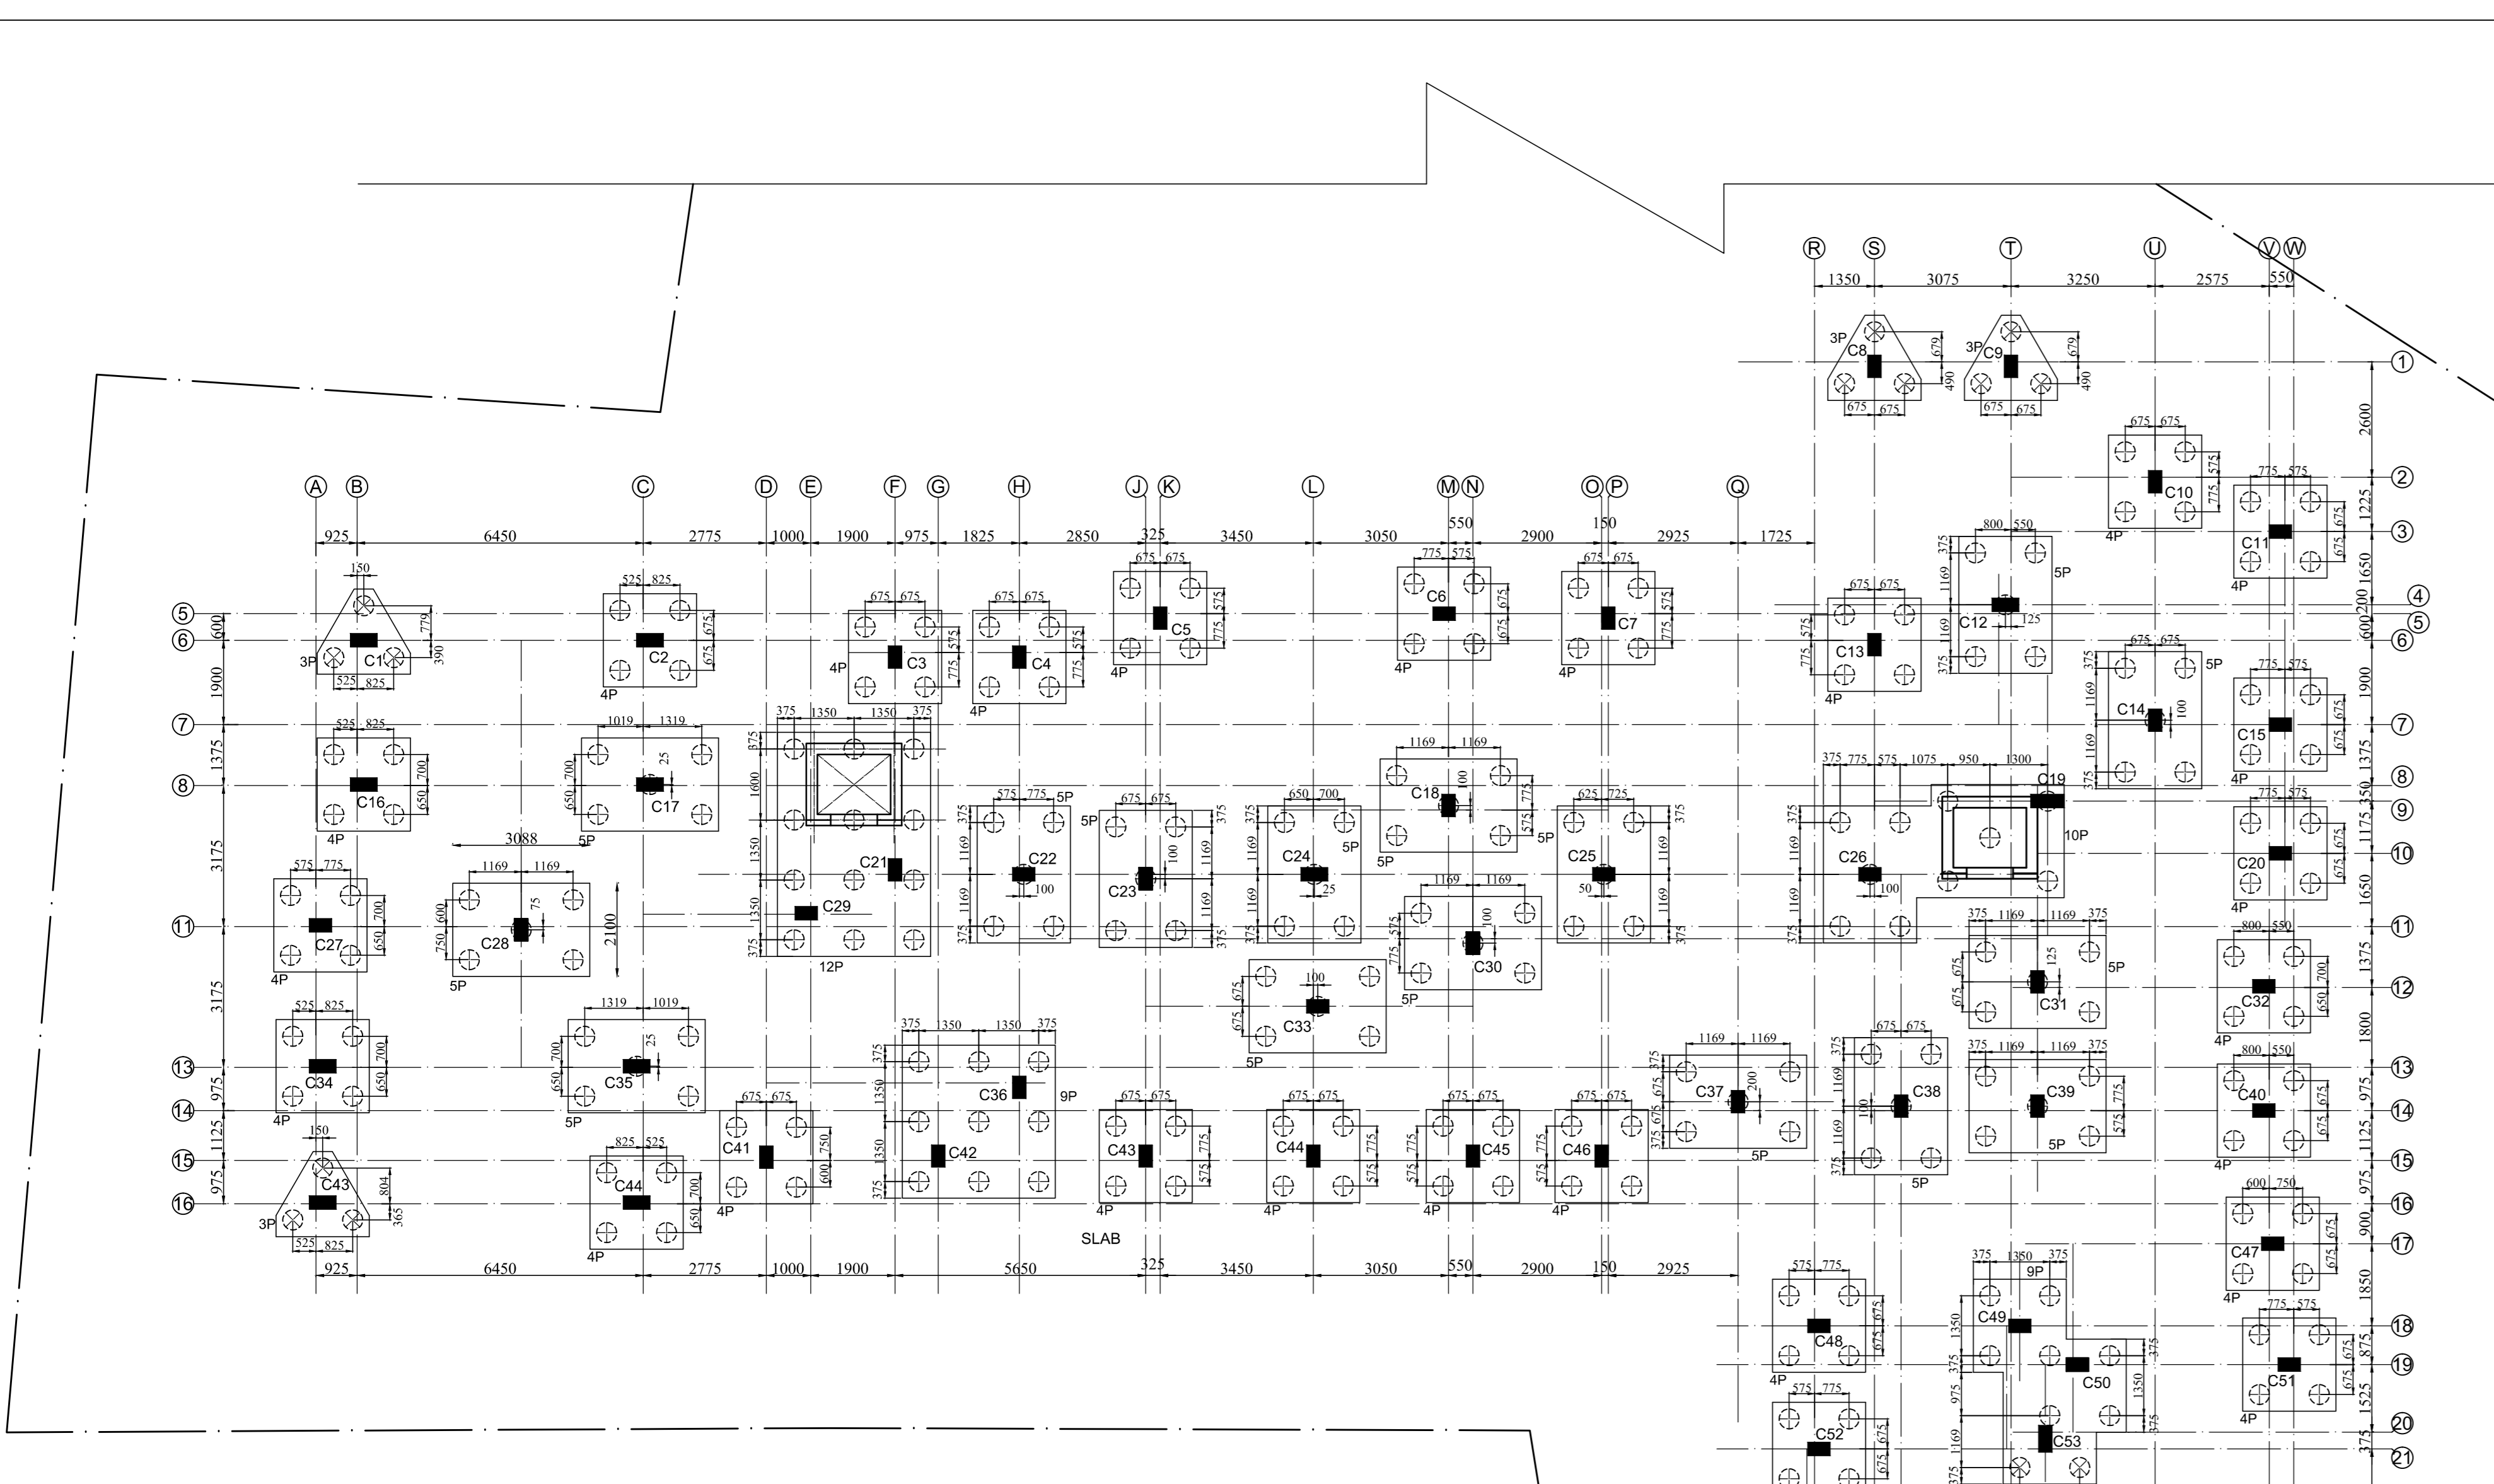 R S T U V W
1350 3075 3250 2575 550
3P C8 679 490 675 675
3P C9 679 490 675 675
1
2600
675 675 575 775 C10 4P
2
1225
775 575 675 675 C11 4P
3
1650
A B C D E F G H J K L M N O P Q
925 6450 2775 1000 1900 975 1825 2850 325 3450 3050 550 2900 150 2925 1725
800 550 375 1169 1169 375 C12 125 5P
4
200
5
600
6
5
600
6
150 779 390 3P C1 525 825
525 825 675 675 C2 4P
675 675 575 775 C3 4P
675 675 575 775 C4 4P
675 675 575 775 C5 4P
775 575 675 675 C6 4P
675 675 575 775 C7 4P
675 675 575 775 C13 4P
675 675 375 1169 1169 375 C14 100 5P
775 575 675 675 C15 4P
1900
7
1900
7
1375
8
525 825 700 650 C16 4P
1019 1319 700 650 25 C17 5P
375 1350 1350 375
375 1600 1350 1350 375 C21 C29 12P
1169 1169 100 775 575 C18 5P 5P
375 775 575 1075 950 1300 C19 10P
375 1169 1169 375 C26 100
1375
8
350
9
1175
10
775 575 675 675 C20 4P
1650
11
3175
575 775 5P 375 1169 1169 375 C22 100
675 675 5P 375 1169 1169 375 C23 100
650 700 375 1169 1169 375 C24 25 5P
625 725 375 1169 1169 375 C25 50
11
575 775 700 650 C27 4P
3088 1169 1169 600 750 75 C28 2100 5P
1169 1169 575 775 100 C30 5P
375 1169 1169 375 675 675 125 C31 5P
800 550 700 650 C32 4P
1375
12
1800
100 675 675 C33 5P
3175
13
975
14
1125
15
975
16
525 825 700 650 C34 4P
1319 1019 700 650 25 C35 5P
375 1350 1350 375 375 1350 1350 375 C36 C42 9P
1169 1169 375 675 675 375 200 C37 5P
675 675 375 1169 1169 375 100 C38 5P
375 1169 1169 375 775 575 C39 5P
800 550 675 675 C40 4P
13
975
14
1125
15
975
16
900
17
675 675 750 600 C41 4P
150 804 365 C43 3P 525 825
825 525 700 650 C44 4P
675 675 775 575 C43 4P
675 675 775 575 C44 4P
675 675 775 575 C45 4P
675 675 775 575 C46 4P
600 750 675 675 C47 4P
SLAB
925 6450 2775 1000 1900 5650 325 3450 3050 550 2900 150 2925
575 775 675 675 C48 4P
375 1350 375 9P C49 1350 375 975 1169 375 C50 375 1350 375 C53
775 575 675 675 C51 4P
1850
18
875
19
1525
20
375
21
575 775 675 675 C52